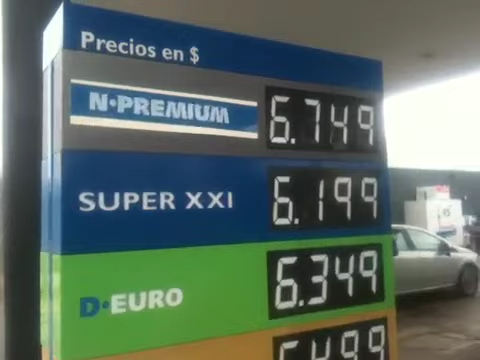 Precios en $
N·PREMIUM 6.749
SUPER XXI 6.199
D·EURO 6.349